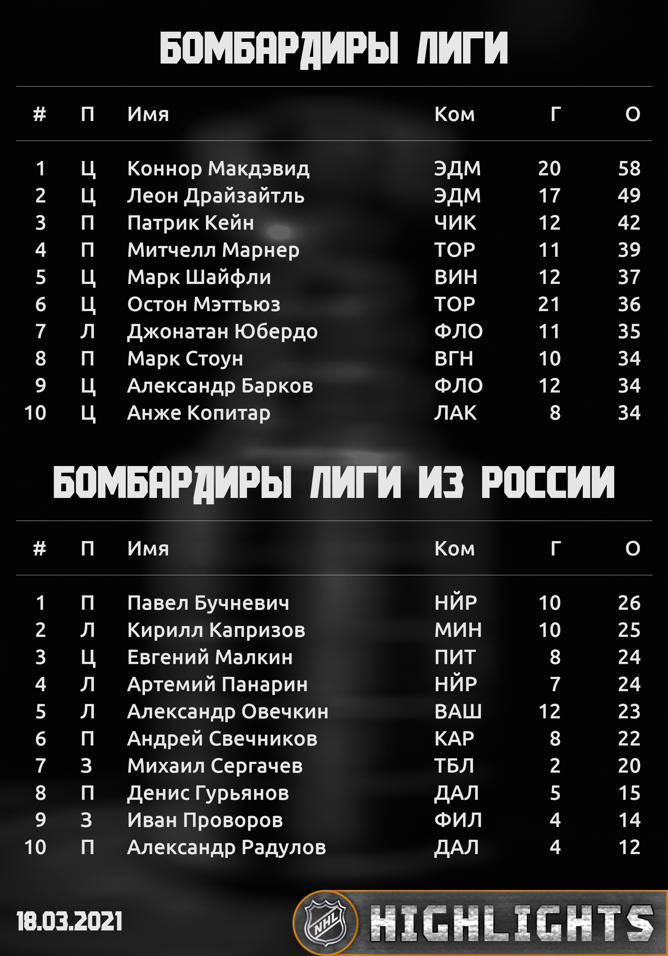 БОМБАРДИРЫ ЛИГИ
# П Имя Ком Г О
1 Ц Коннор Макдэвид ЭДМ 20 58
2 Ц Леон Драйзайтль ЭДМ 17 49
3 П Патрик Кейн ЧИК 12 42
4 П Митчелл Марнер ТОР 11 39
5 Ц Марк Шайфли ВИН 12 37
6 Ц Остон Мэттьюз ТОР 21 36
7 Л Джонатан Юбердо ФЛО 11 35
8 П Марк Стоун ВГН 10 34
9 Ц Александр Барков ФЛО 12 34
10 Ц Анже Копитар ЛАК 8 34
БОМБАРДИРЫ ЛИГИ ИЗ РОССИИ
# П Имя Ком Г О
1 П Павел Бучневич НЙР 10 26
2 Л Кирилл Капризов МИН 10 25
3 Ц Евгений Малкин ПИТ 8 24
4 Л Артемий Панарин НЙР 7 24
5 Л Александр Овечкин ВАШ 12 23
6 П Андрей Свечников КАР 8 22
7 З Михаил Сергачев ТБЛ 2 20
8 П Денис Гурьянов ДАЛ 5 15
9 З Иван Проворов ФИЛ 4 14
10 П Александр Радулов ДАЛ 4 12
18.03.2021 NHL HIGHLIGHTS